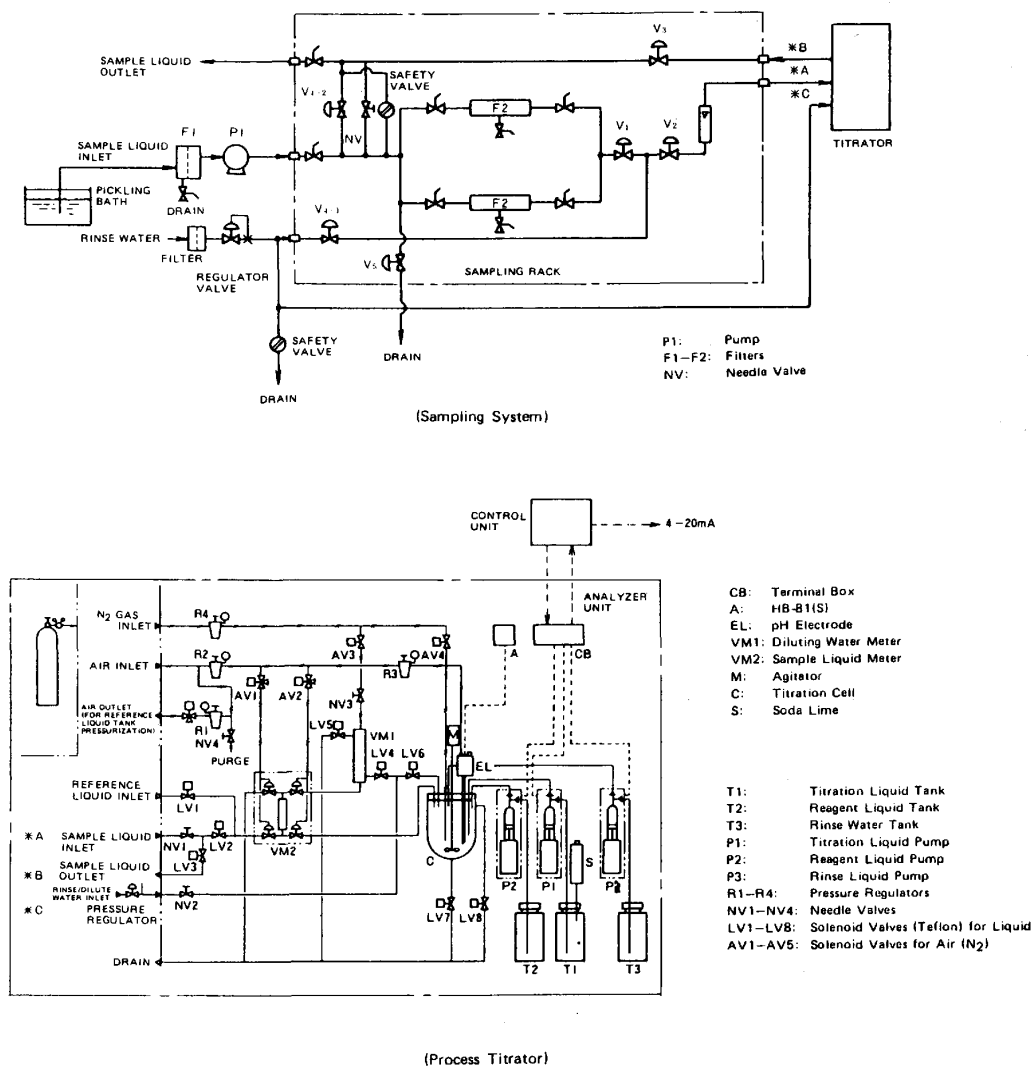 SAMPLE LIQUID
OUTLET
V3
※B
※A
※C
TITRATOR
V4-2
SAFETY
VALVE
NV
F2
F1
P1
SAMPLE LIQUID
INLET
V1
V2
PICKLING
BATH
DRAIN
F2
V4-1
RINSE WATER
FILTER
REGULATOR
VALVE
V5
SAMPLING RACK
SAFETY
VALVE
DRAIN
DRAIN
P1: Pump
F1-F2: Filters
NV: Needle Valve
(Sampling System)
CONTROL
UNIT
4-20mA
ANALYZER
UNIT
N2 GAS
INLET
R4
AV3
AV4
A
CB
AIR INLET
R2
R3
AV1
AV2
AIR OUTLET
(FOR REFERENCE
LIQUID TANK
PRESSURIZATION)
R1
NV4
PURGE
NV3
LV5
VM1
LV4
LV6
M
EL
REFERENCE
LIQUID INLET
LV1
※A SAMPLE LIQUID
INLET
NV1
LV2
LV3
VM2
※B SAMPLE LIQUID
OUTLET
RINSE/DILUTE
WATER INLET
NV2
※C PRESSURE
REGULATOR
C
LV7
LV8
P2
P1
S
DRAIN
T2
T1
T3
CB: Terminal Box
A: HB-81(S)
EL: pH Electrode
VM1: Diluting Water Meter
VM2: Sample Liquid Meter
M: Agitator
C: Titration Cell
S: Soda Lime
T1: Titration Liquid Tank
T2: Reagent Liquid Tank
T3: Rinse Water Tank
P1: Titration Liquid Pump
P2: Reagent Liquid Pump
P3: Rinse Liquid Pump
R1-R4: Pressure Regulators
NV1-NV4: Needle Valves
LV1-LV8: Solenoid Valves (Teflon) for Liquid
AV1-AV5: Solenoid Valves for Air (N2)
(Process Titrator)